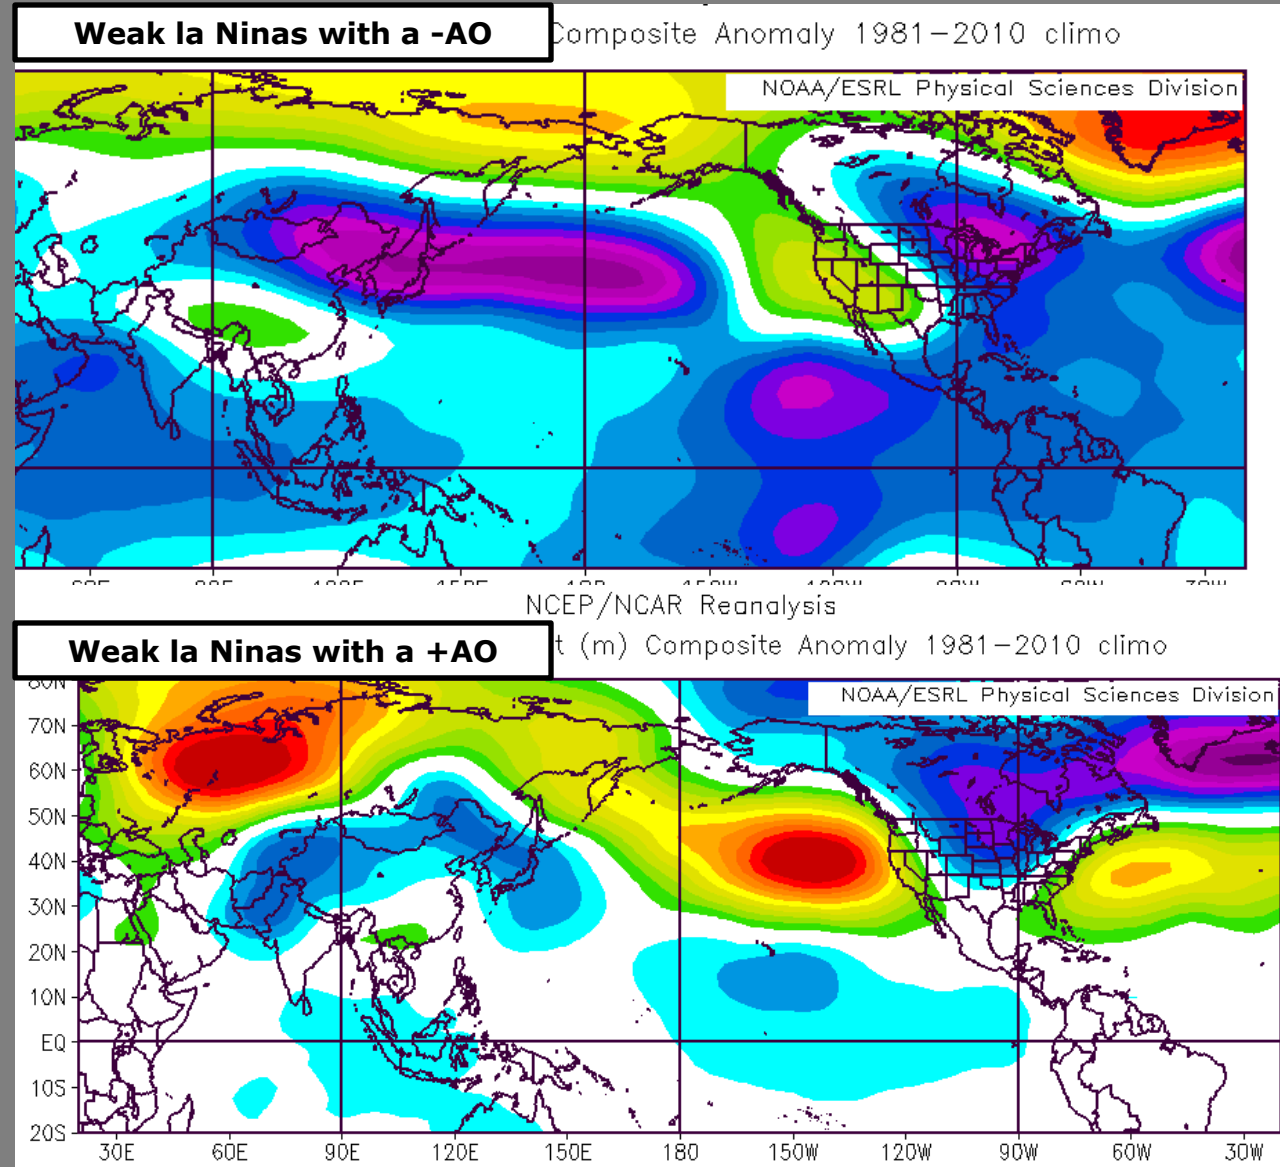 Weak la Ninas with a -AO
Composite Anomaly 1981-2010 climo
NOAA/ESRL Physical Sciences Division
NCEP/NCAR Reanalysis
Weak la Ninas with a +AO
t (m) Composite Anomaly 1981-2010 climo
NOAA/ESRL Physical Sciences Division
70N
60N
50N
40N
30N
20N
10N
EQ
10S
20S
30E 60E 90E 120E 150E 180 150W 120W 90W 60W 30W